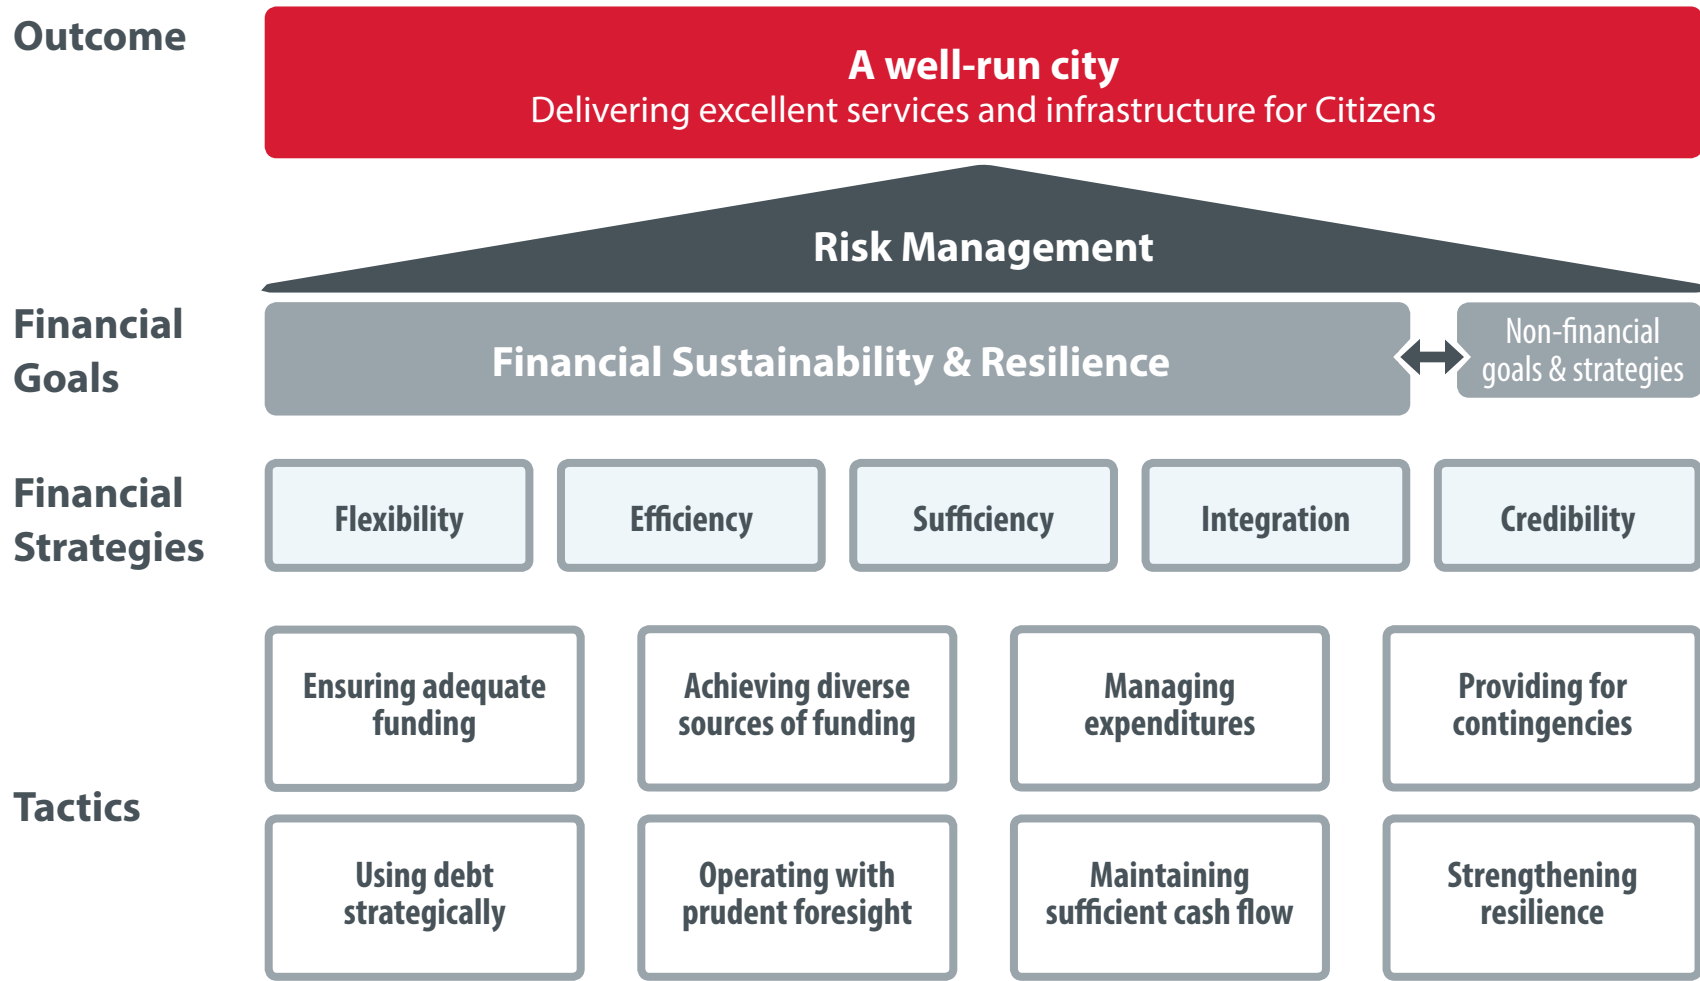 Outcome
A well-run city
Delivering excellent services and infrastructure for Citizens
Risk Management
Financial
Goals
Financial Sustainability & Resilience
Non-financial
goals & strategies
Financial
Strategies
Flexibility
Efficiency
Sufficiency
Integration
Credibility
Tactics
Ensuring adequate
funding
Achieving diverse
sources of funding
Managing
expenditures
Providing for
contingencies
Using debt
strategically
Operating with
prudent foresight
Maintaining
sufficient cash flow
Strengthening
resilience